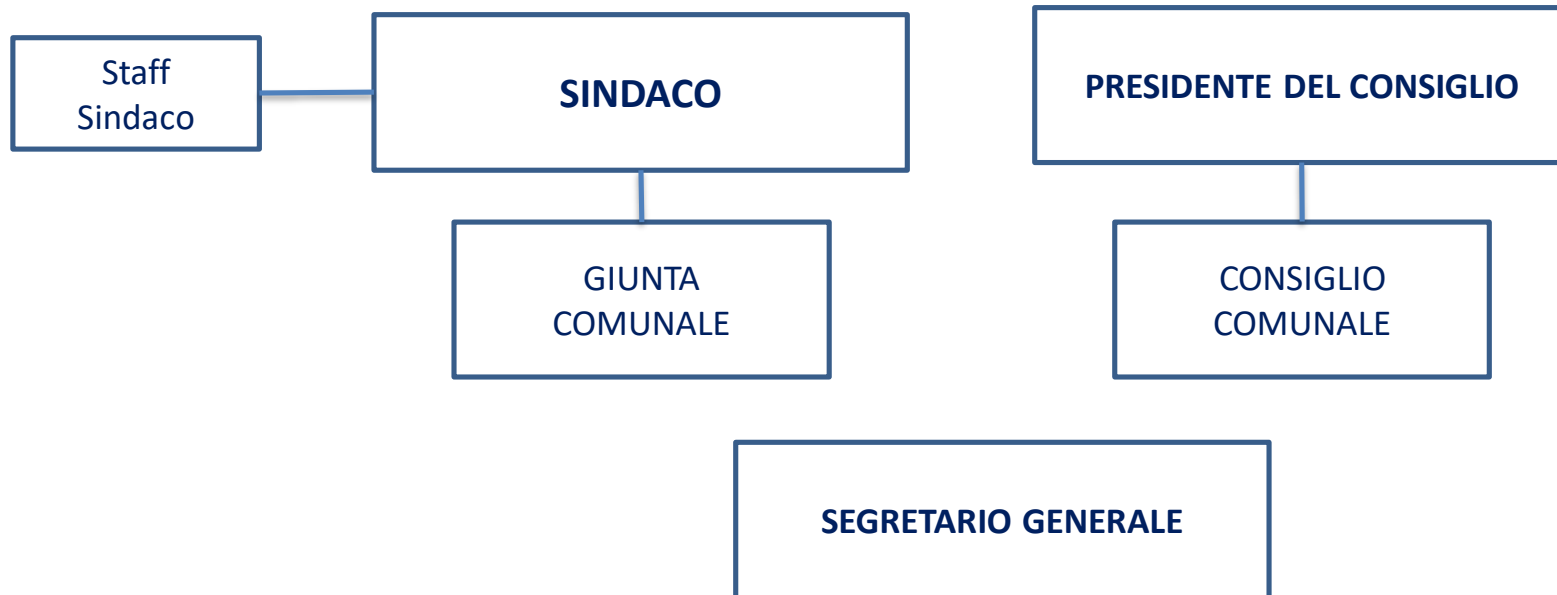 Staff
Sindaco
SINDACO
PRESIDENTE DEL CONSIGLIO
GIUNTA
COMUNALE
CONSIGLIO
COMUNALE
SEGRETARIO GENERALE